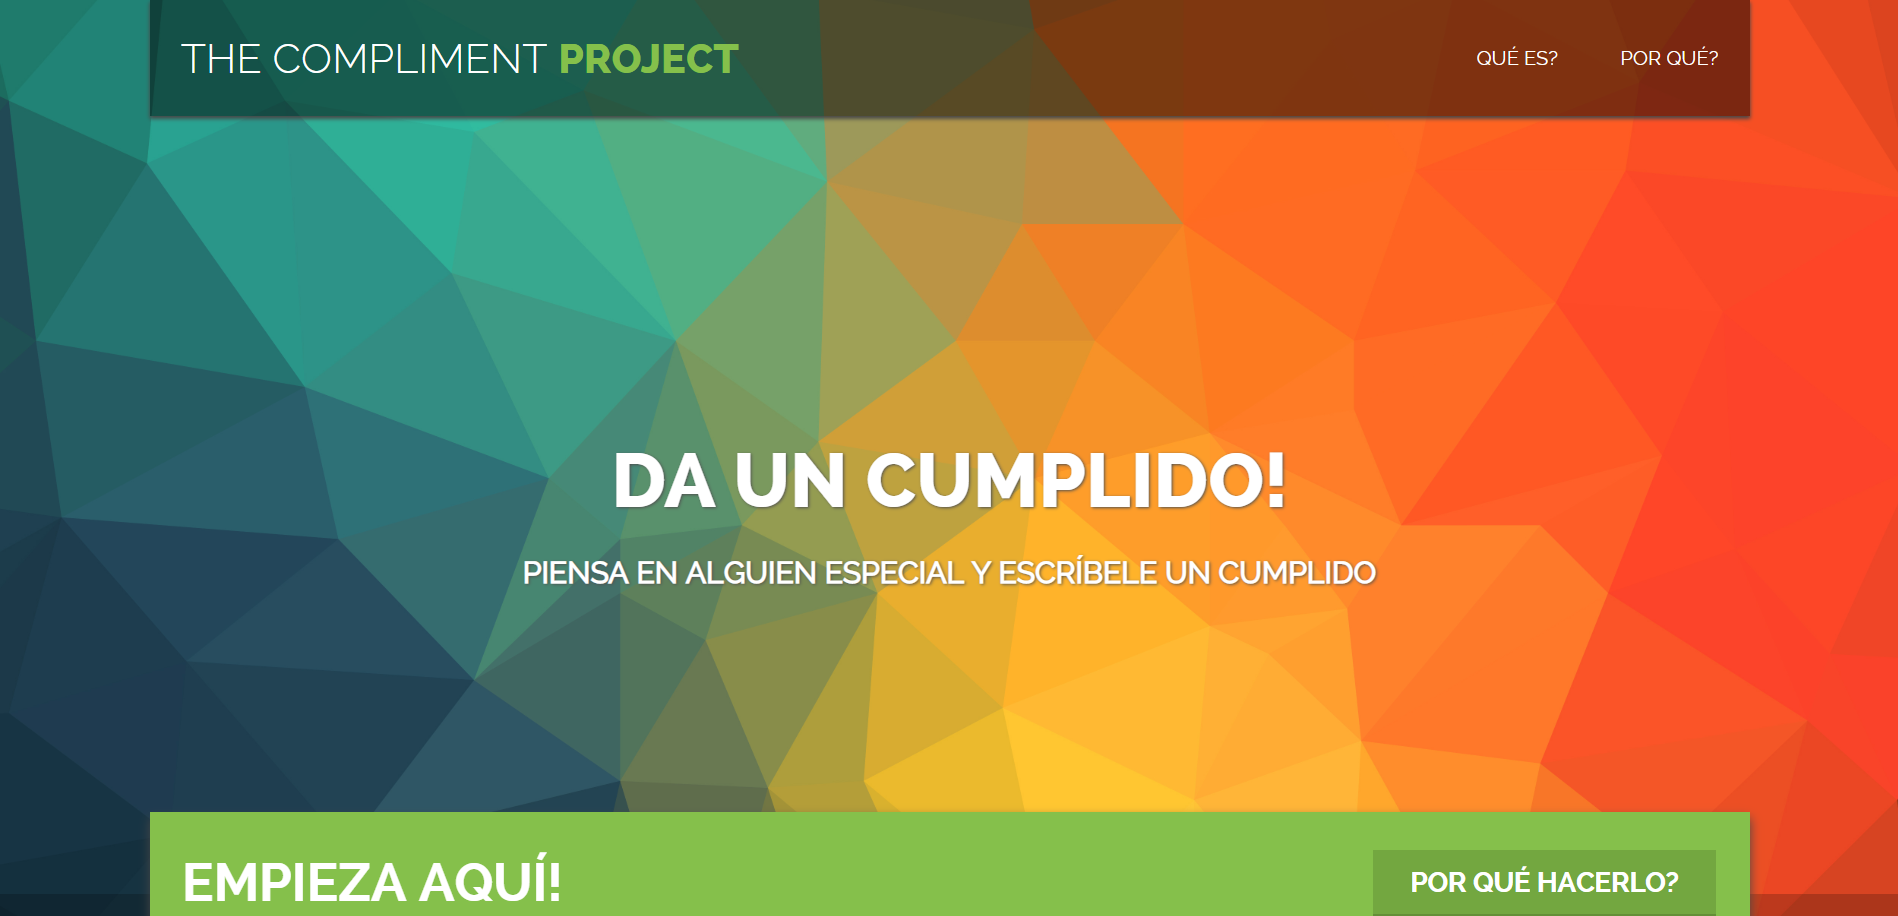 THE COMPLIMENT PROJECT
QUÉ ES?
POR QUÉ?
DA UN CUMPLIDO!
PIENSA EN ALGUIEN ESPECIAL Y ESCRÍBELE UN CUMPLIDO
EMPIEZA AQUÍ!
POR QUÉ HACERLO?